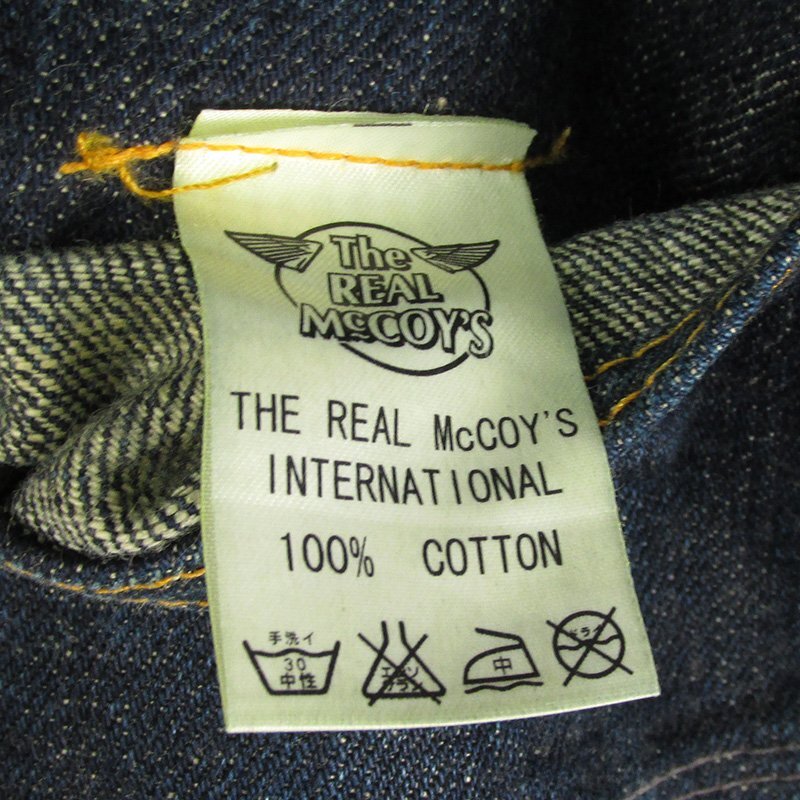 The
REAL
McCOY'S
THE REAL McCOY'S
INTERNATIONAL
100% COTTON
手洗イ
30
中性
エンソ
サラシ
中
ドライ